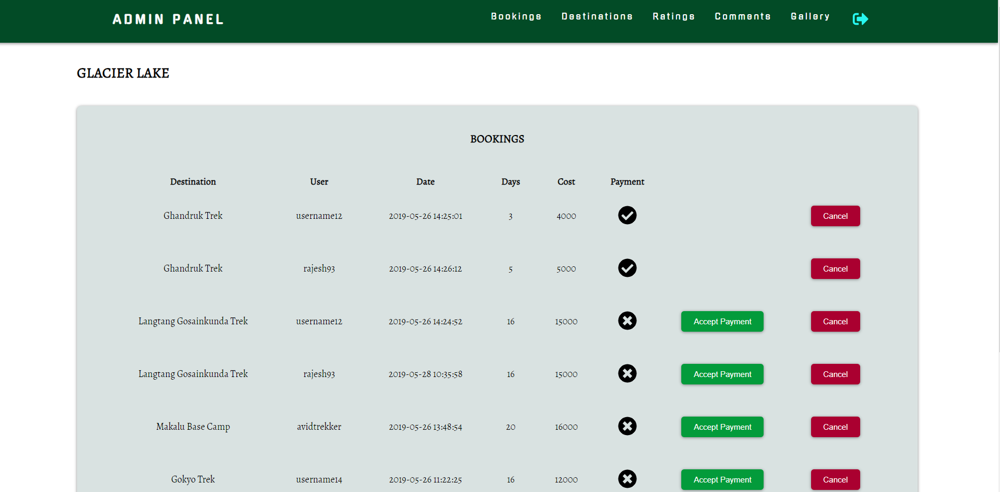 ADMIN PANEL Bookings Destinations Ratings Comments Gallery
GLACIER LAKE
BOOKINGS
Destination User Date Days Cost Payment
Ghandruk Trek username12 2019-05-26 14:25:01 3 4000 Cancel
Ghandruk Trek rajesh93 2019-05-26 14:26:12 5 5000 Cancel
Langtang Gosainkunda Trek username12 2019-05-26 14:24:52 16 15000 Accept Payment Cancel
Langtang Gosainkunda Trek rajesh93 2019-05-28 10:35:58 16 15000 Accept Payment Cancel
Makalu Base Camp avidtrekker 2019-05-26 13:48:54 20 16000 Accept Payment Cancel
Gokyo Trek username14 2019-05-26 11:22:25 16 12000 Accept Payment Cancel